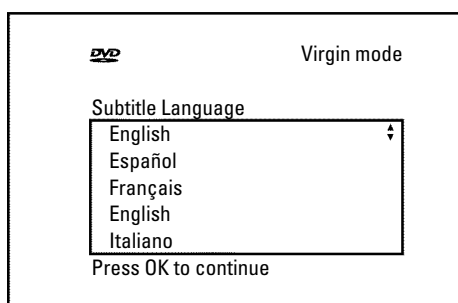 DVD
Virgin mode
Subtitle Language
English
Español
Français
English
Italiano
Press OK to continue